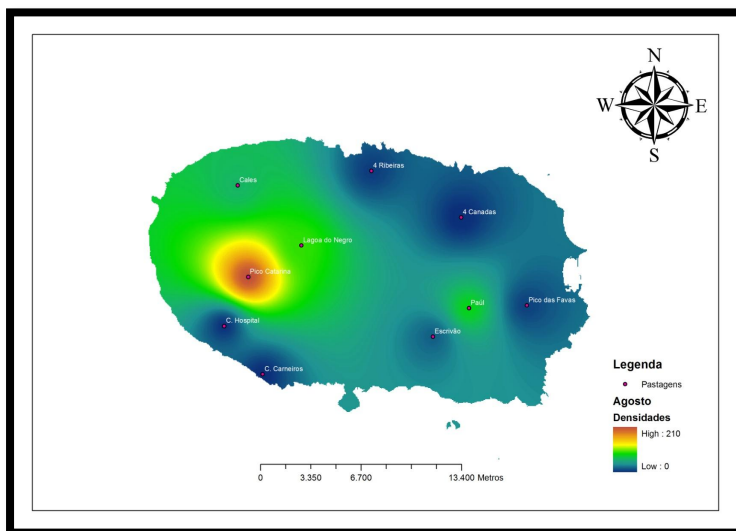 N
W E
S
4 Ribeiras
Cales
4 Canadas
Lagoa do Negro
Pico Catarina
Paúl
Pico das Favas
C. Hospital
Escrivão
C. Carneiros
Legenda
Pastagens
Agosto
Densidades
High : 210
Low : 0
0 3.350 6.700 13.400 Metros